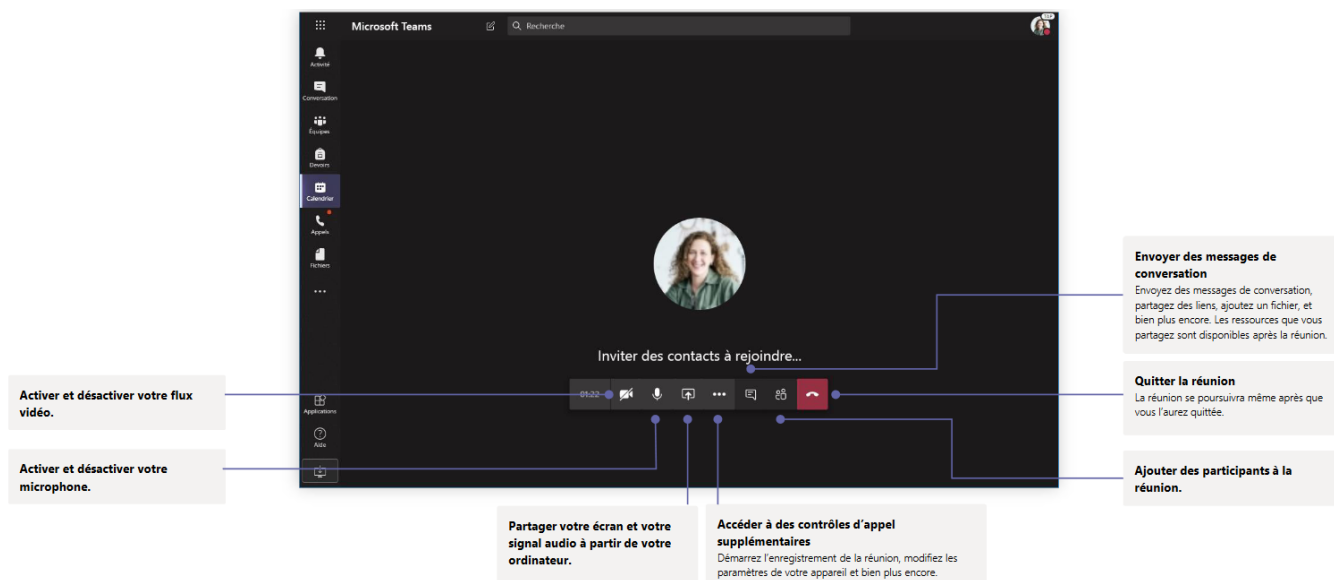 Microsoft Teams
Recherche
Activité
Conversation
Équipes
Devoirs
Calendrier
Appels
Fichiers
Inviter des contacts à rejoindre...
01:22
Applications
Aide
Activer et désactiver votre flux
vidéo.
Activer et désactiver votre
microphone.
Partager votre écran et votre
signal audio à partir de votre
ordinateur.
Accéder à des contrôles d’appel
supplémentaires
Démarrez l’enregistrement de la réunion, modifiez les
paramètres de votre appareil et bien plus encore.
Envoyer des messages de
conversation
Envoyez des messages de conversation,
partagez des liens, ajoutez un fichier, et
bien plus encore. Les ressources que vous
partagez sont disponibles après la réunion.
Quitter la réunion
La réunion se poursuivra même après que
vous l’aurez quittée.
Ajouter des participants à la
réunion.